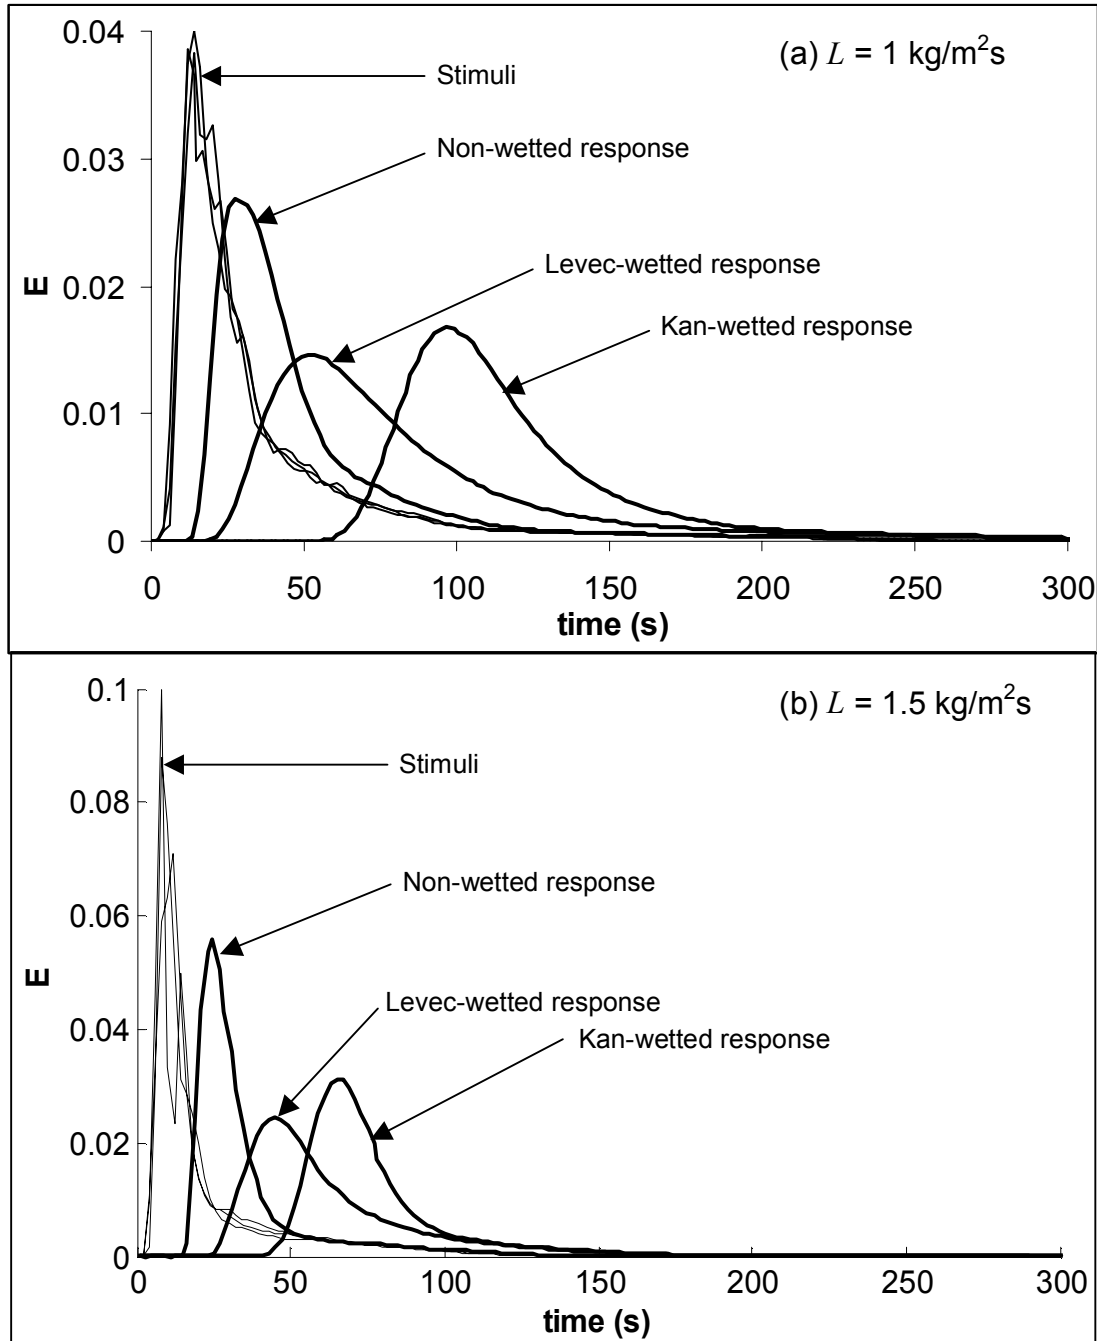 (a) L = 1 kg/m²s
0.04
Stimuli
Non-wetted response
0.03
Levec-wetted response
Kan-wetted response
E
0.02
0.01
0
0 50 100 150 200 250 300
time (s)
(b) L = 1.5 kg/m²s
0.1
Stimuli
0.08
Non-wetted response
0.06
E
Levec-wetted response
Kan-wetted response
0.04
0.02
0
0 50 100 150 200 250 300
time (s)